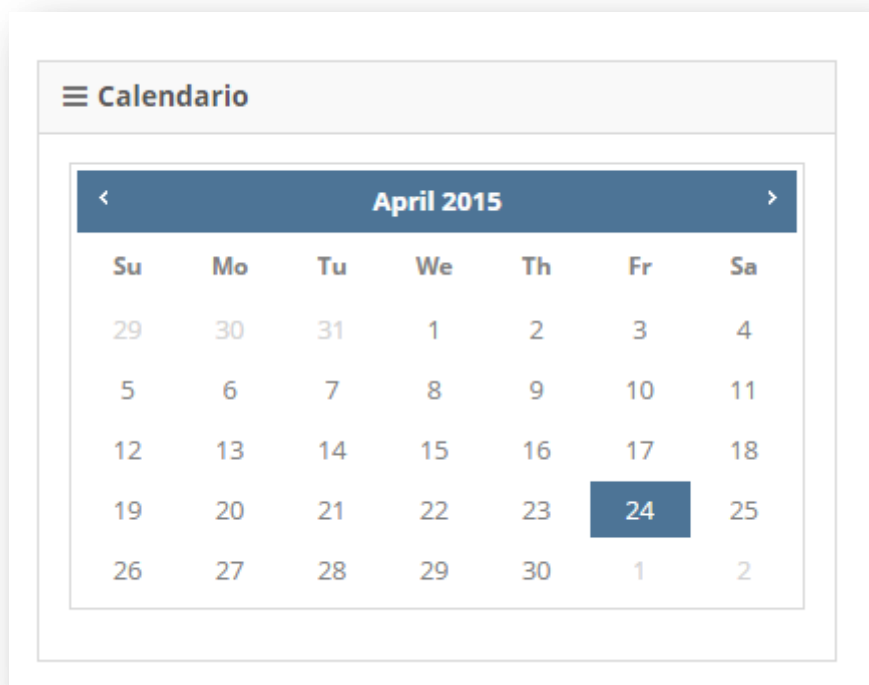 Calendario
April 2015
Su Mo Tu We Th Fr Sa
29 30 31 1 2 3 4
5 6 7 8 9 10 11
12 13 14 15 16 17 18
19 20 21 22 23 24 25
26 27 28 29 30 1 2